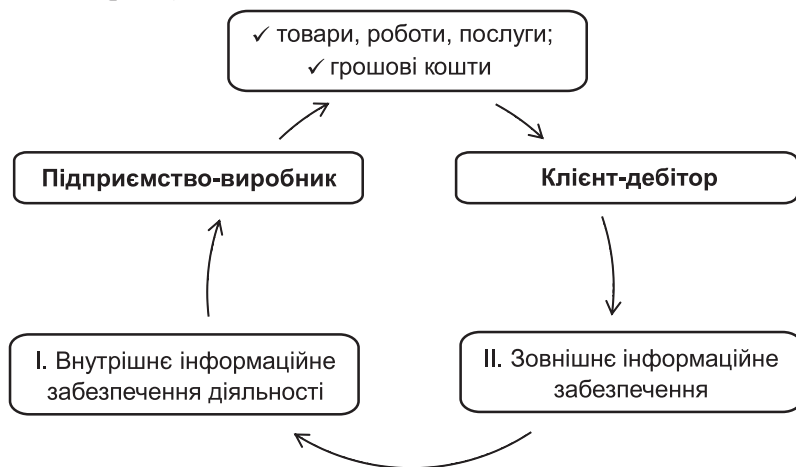 ✓ товари, роботи, послуги;
✓ грошові кошти
Підприємство-виробник
Клієнт-дебітор
I. Внутрішнє інформаційне
забезпечення діяльності
II. Зовнішнє інформаційне
забезпечення